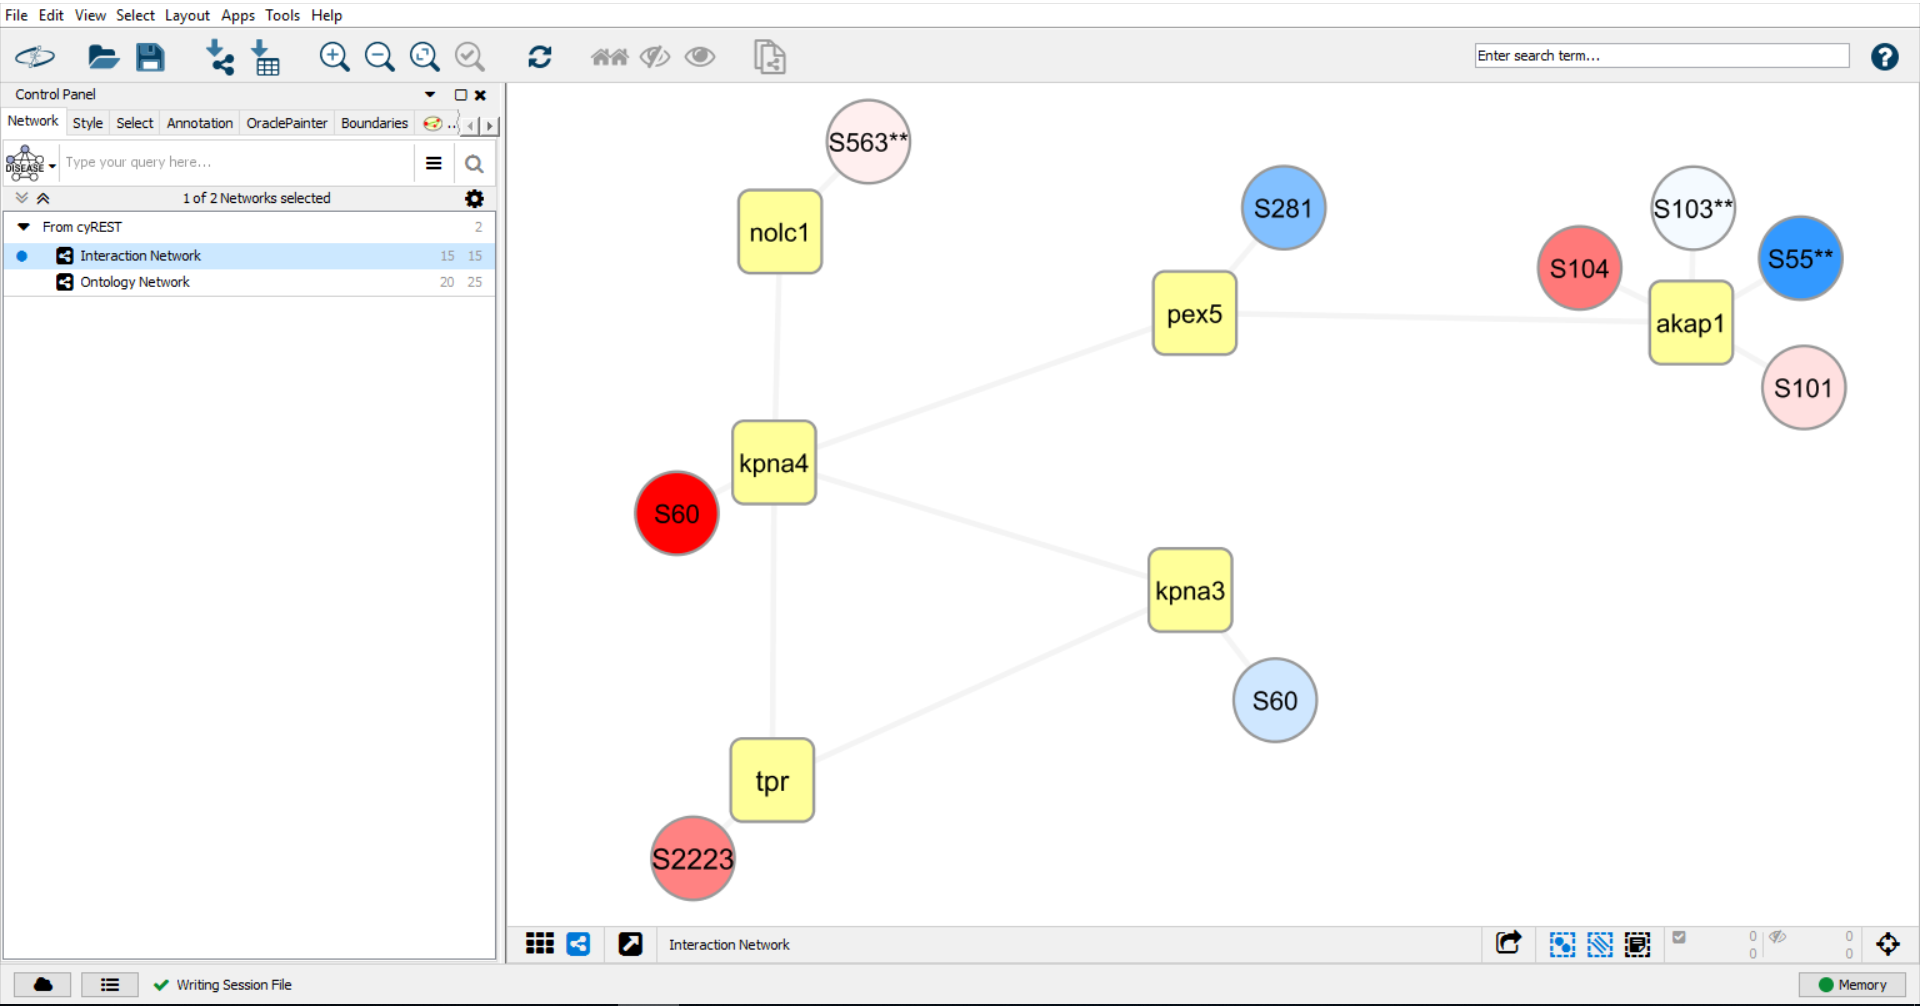 File Edit View Select Layout Apps Tools Help
Enter search term...
Control Panel
Network Style Select Annotation OraclePainter Boundaries ..
DISEASE Type your query here...
1 of 2 Networks selected
From cyREST 2
Interaction Network 15 15
Ontology Network 20 25
S563**
nolc1
S281
S103**
S55**
S104
pex5
akap1
S101
kpna4
S60
kpna3
S60
tpr
S2223
Interaction Network
0 0
0 0
Writing Session File
Memory